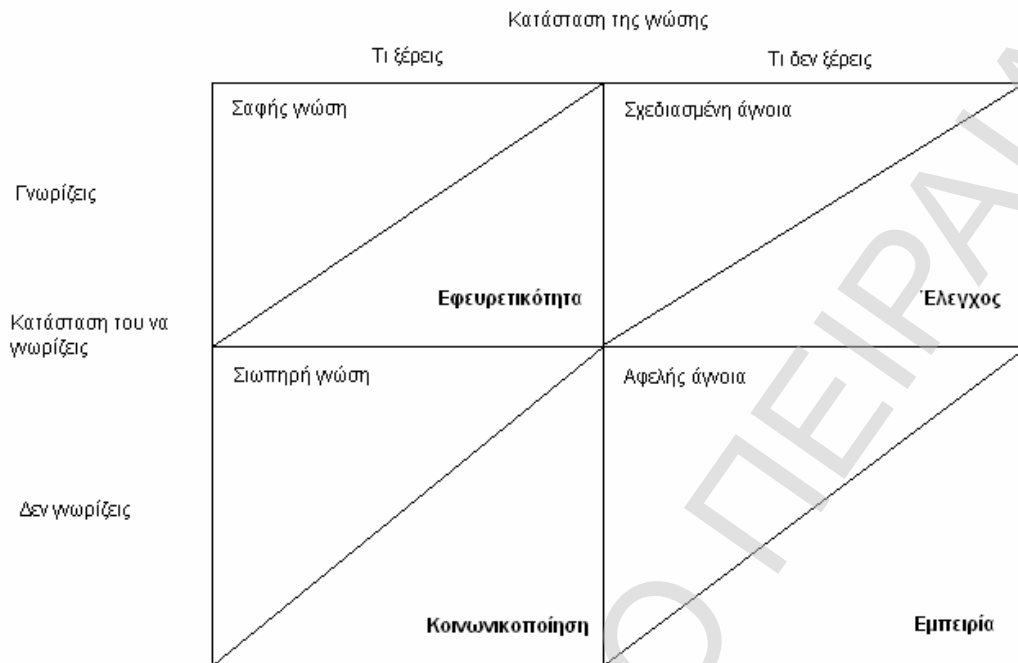 Κατάσταση της γνώσης
Τι ξέρεις
Τι δεν ξέρεις
Σαφής γνώση
Σχεδιασμένη άγνοια
Γνωρίζεις
Εφευρετικότητα
Έλεγχος
Κατάσταση του να
γνωρίζεις
Σιωπηρή γνώση
Αφελής άγνοια
Δεν γνωρίζεις
Κοινωνικοποίηση
Εμπειρία